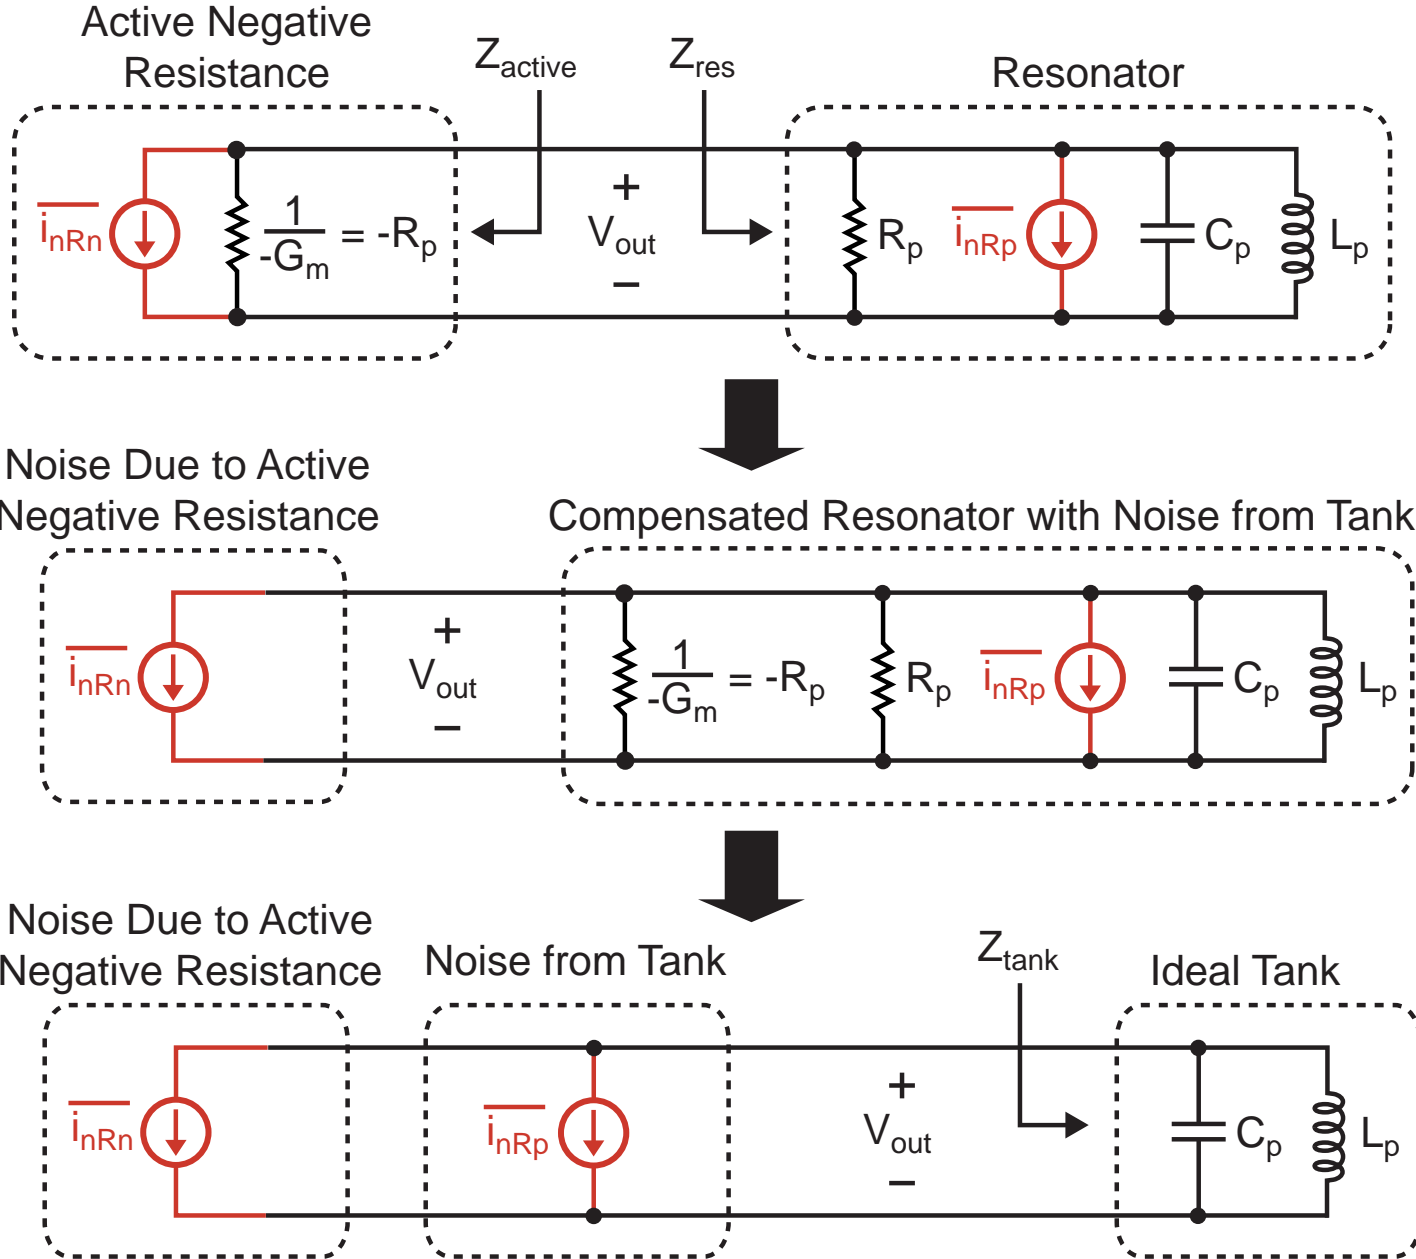 Active Negative
Resistance
Z_active
Z_res
Resonator
i_nRn
1
-G_m
= -R_p
+
V_out
−
R_p
i_nRp
C_p
L_p
Noise Due to Active
Negative Resistance
Compensated Resonator with Noise from Tank
i_nRn
+
V_out
−
1
-G_m
= -R_p
R_p
i_nRp
C_p
L_p
Noise Due to Active
Negative Resistance
Noise from Tank
Z_tank
Ideal Tank
i_nRn
i_nRp
+
V_out
−
C_p
L_p